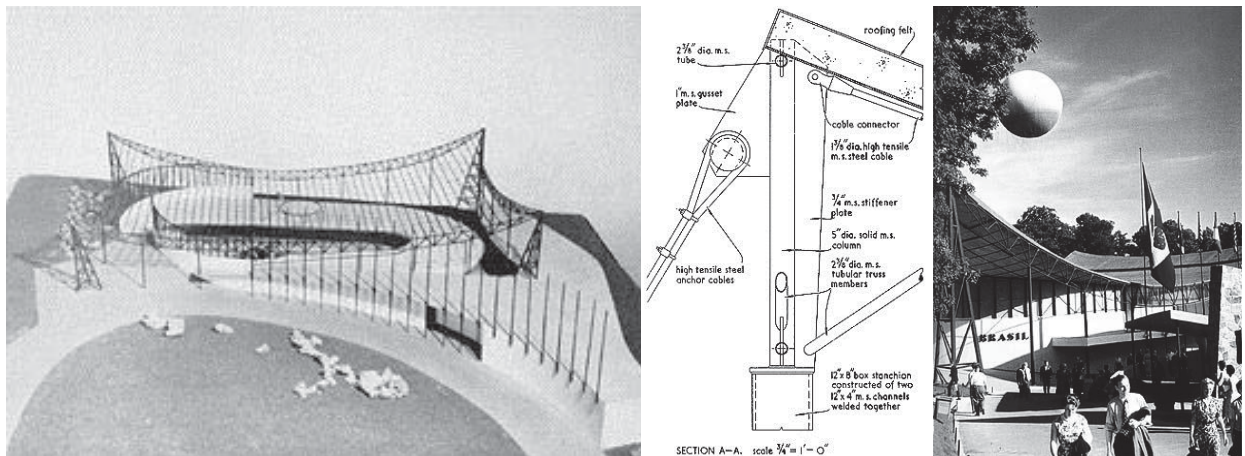 roofing felt
2 3/8" dia. m.s.
tube
1" m.s. gusset
plate
cable connector
1 3/8" dia. high tensile
m.s. steel cable
3/4" m.s. stiffener
plate
5" dia. solid m.s.
column
2 3/8" dia. m.s.
tubular truss
members
high tensile steel
anchor cables
12"x 8" box stanchion
constructed of two
12"x 4" m.s. channels
welded together
SECTION A–A. scale 3/4" = 1' – 0"
BRASIL